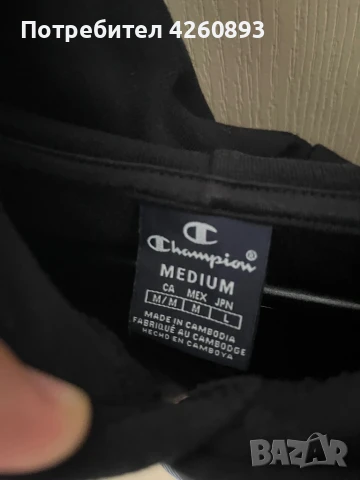 Потребител 4260893
Champion®
MEDIUM
CA MEX JPN
M/M M L
MADE IN CAMBODIA
FABRIQUÉ AU CAMBODGE
HECHO EN CAMBOYA
BAZAR